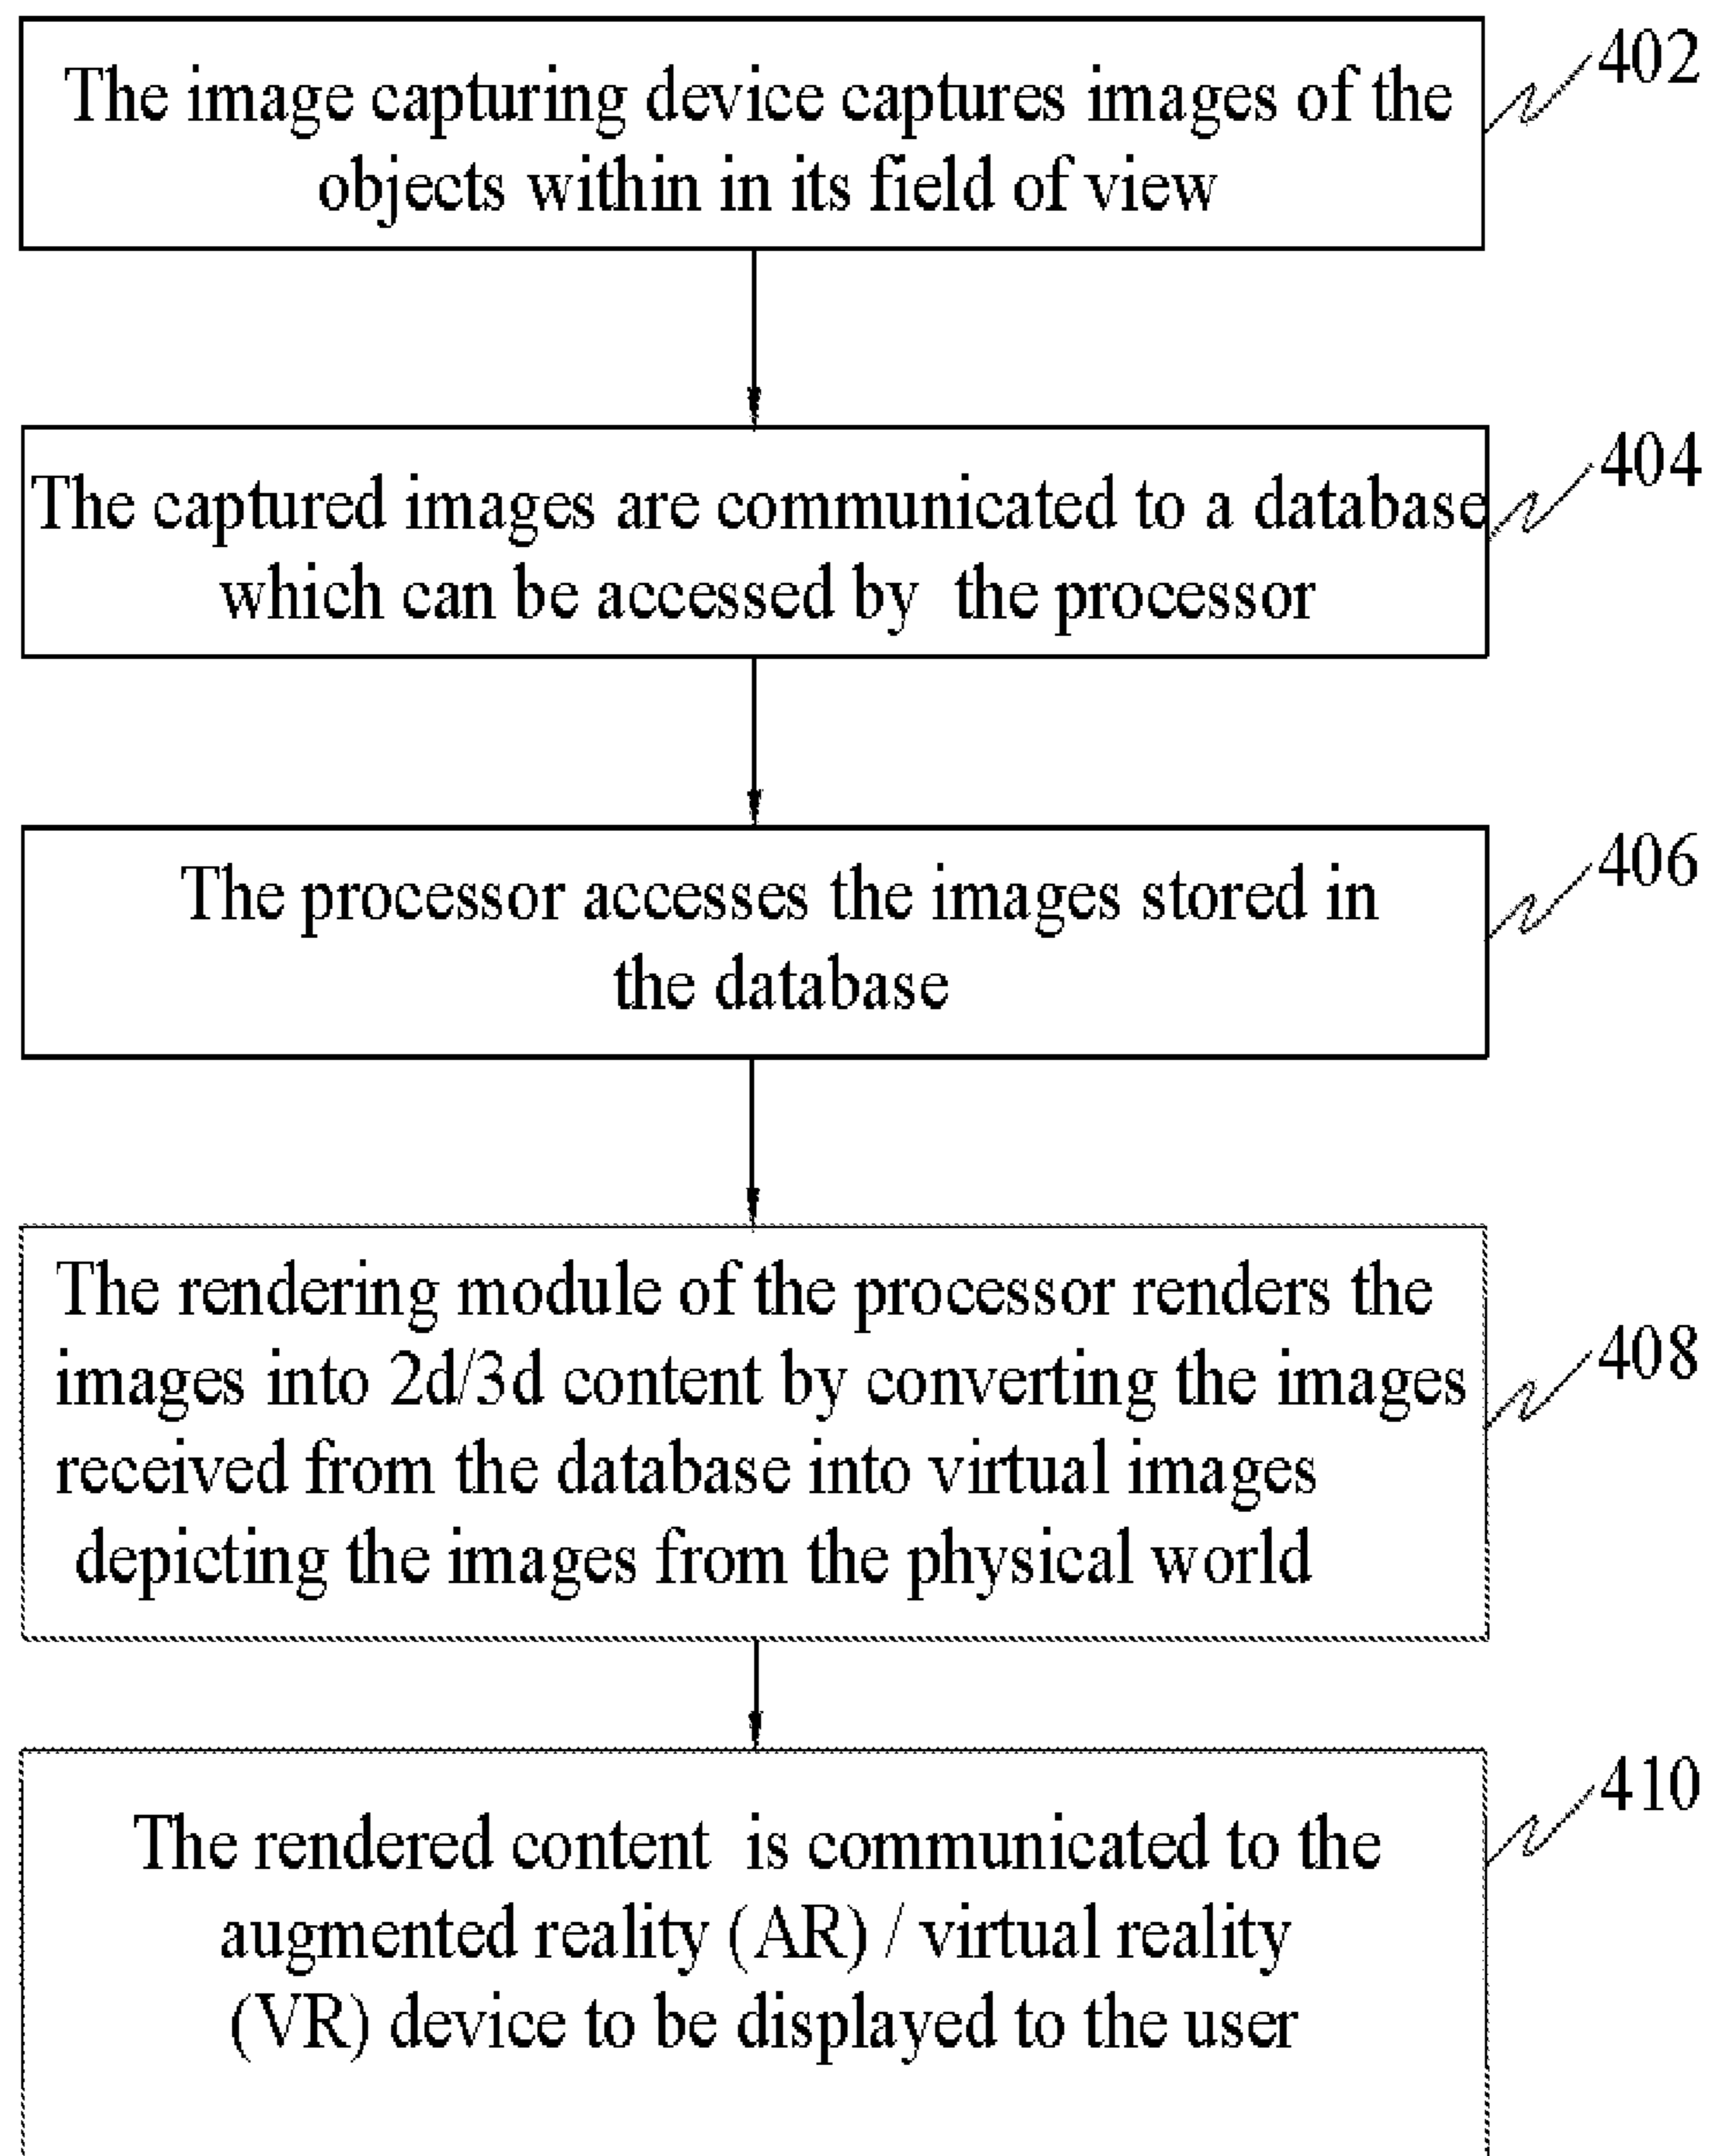 The image capturing device captures images of the
objects within in its field of view
402
The captured images are communicated to a database
which can be accessed by the processor
404
The processor accesses the images stored in
the database
406
The rendering module of the processor renders the
images into 2d/3d content by converting the images
received from the database into virtual images
depicting the images from the physical world
408
The rendered content is communicated to the
augmented reality (AR) / virtual reality
(VR) device to be displayed to the user
410